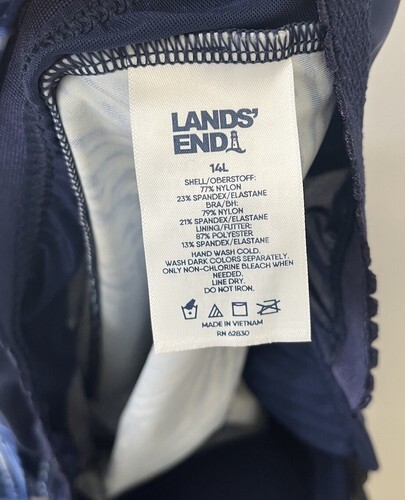 LANDS'
END
14L
SHELL/OBERSTOFF:
77% NYLON
23% SPANDEX/ELASTANE
BRA/BH:
79% NYLON
21% SPANDEX/ELASTANE
LINING/FUTTER:
87% POLYESTER
13% SPANDEX/ELASTANE
HAND WASH COLD.
WASH DARK COLORS SEPARATELY.
ONLY NON-CHLORINE BLEACH WHEN
NEEDED.
LINE DRY.
DO NOT IRON.
MADE IN VIETNAM
RN 62830